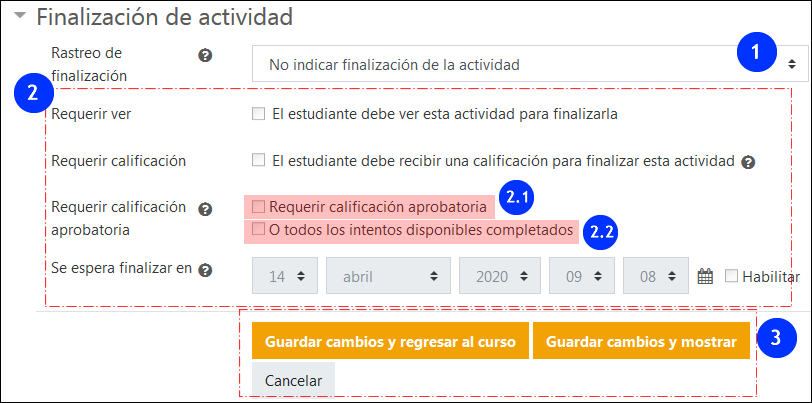 Finalización de actividad
Rastreo de
finalización
No indicar finalización de la actividad
1
2
Requerir ver
El estudiante debe ver esta actividad para finalizarla
Requerir calificación
El estudiante debe recibir una calificación para finalizar esta actividad
Requerir calificación
aprobatoria
Requerir calificación aprobatoria
2.1
O todos los intentos disponibles completados
2.2
Se espera finalizar en
14 abril 2020 09 08 Habilitar
Guardar cambios y regresar al curso Guardar cambios y mostrar
3
Cancelar